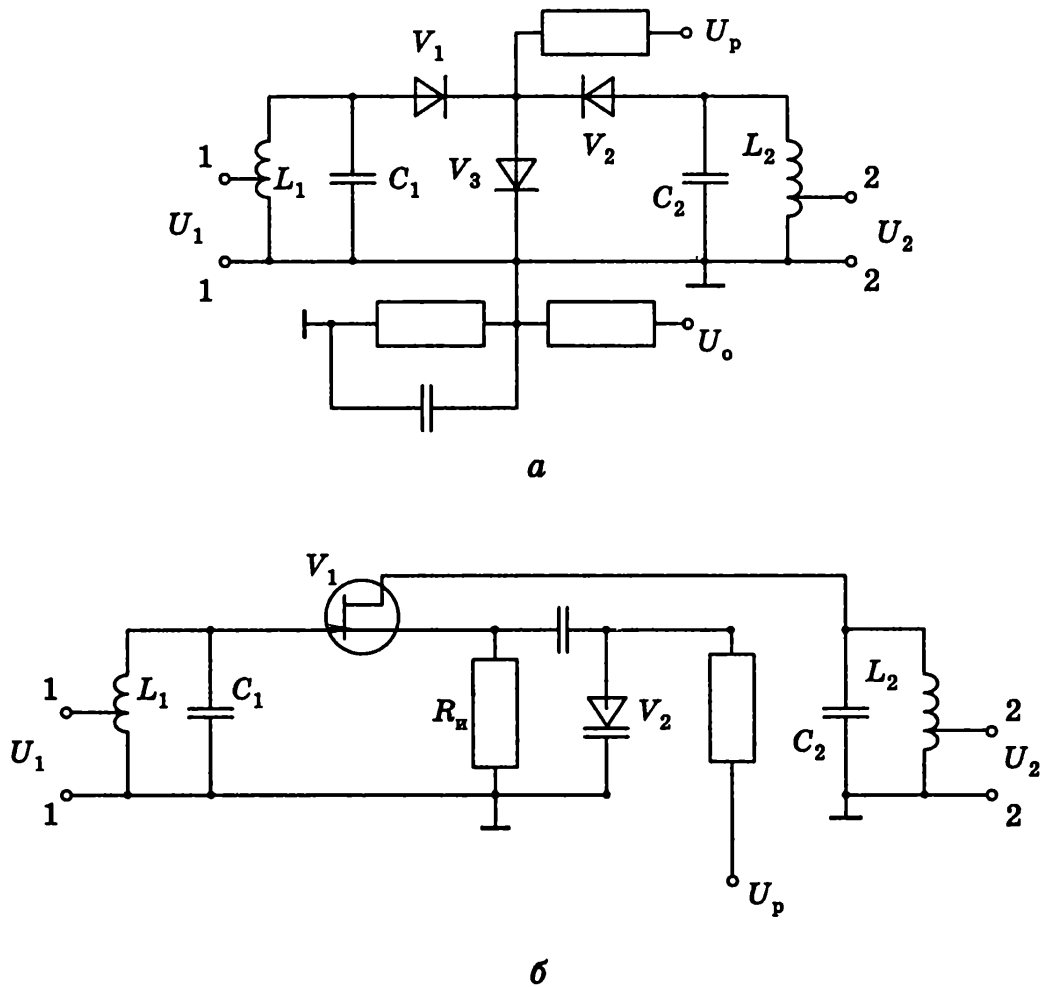 V₁
Uₚ
V₂
L₂
1
L₁
C₁
V₃
C₂
2
U₁
U₂
1
2
Uₒ
а
V₁
1
L₁
C₁
Rи
V₂
L₂
2
U₁
C₂
U₂
1
2
Uₚ
б